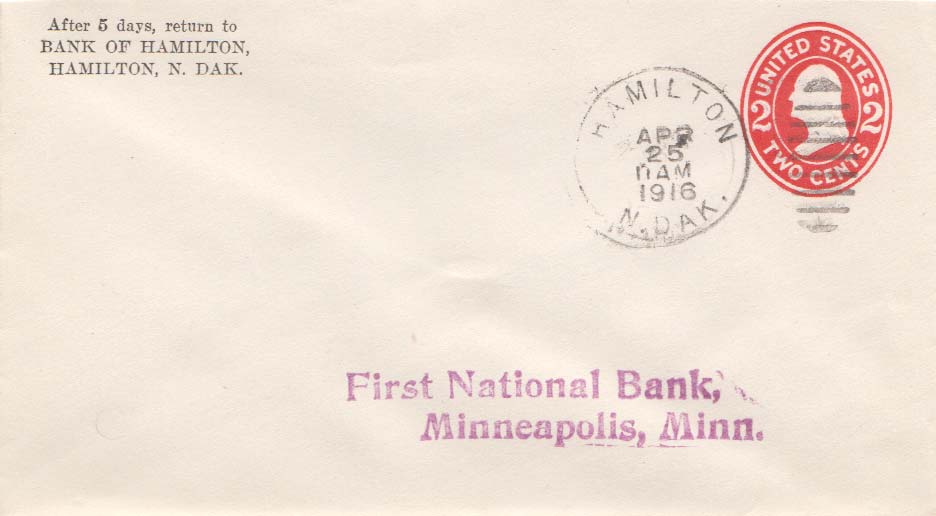 After 5 days, return to
BANK OF HAMILTON,
HAMILTON, N. DAK.
HAMILTON
APR
25
11 AM
1916
N. DAK.
UNITED STATES
2 2
TWO CENTS
First National Bank,
Minneapolis, Minn.